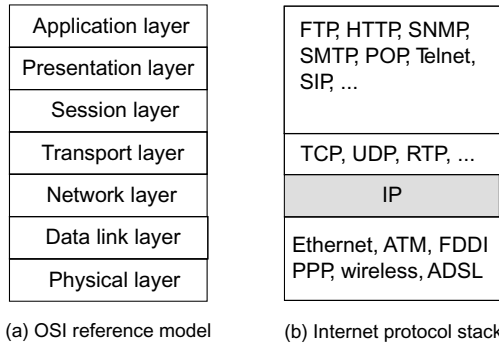 Application layer
Presentation layer
Session layer
Transport layer
Network layer
Data link layer
Physical layer
(a) OSI reference model
FTP, HTTP, SNMP,
SMTP, POP, Telnet,
SIP, ...
TCP, UDP, RTP, ...
IP
Ethernet, ATM, FDDI
PPP, wireless, ADSL
(b) Internet protocol stack